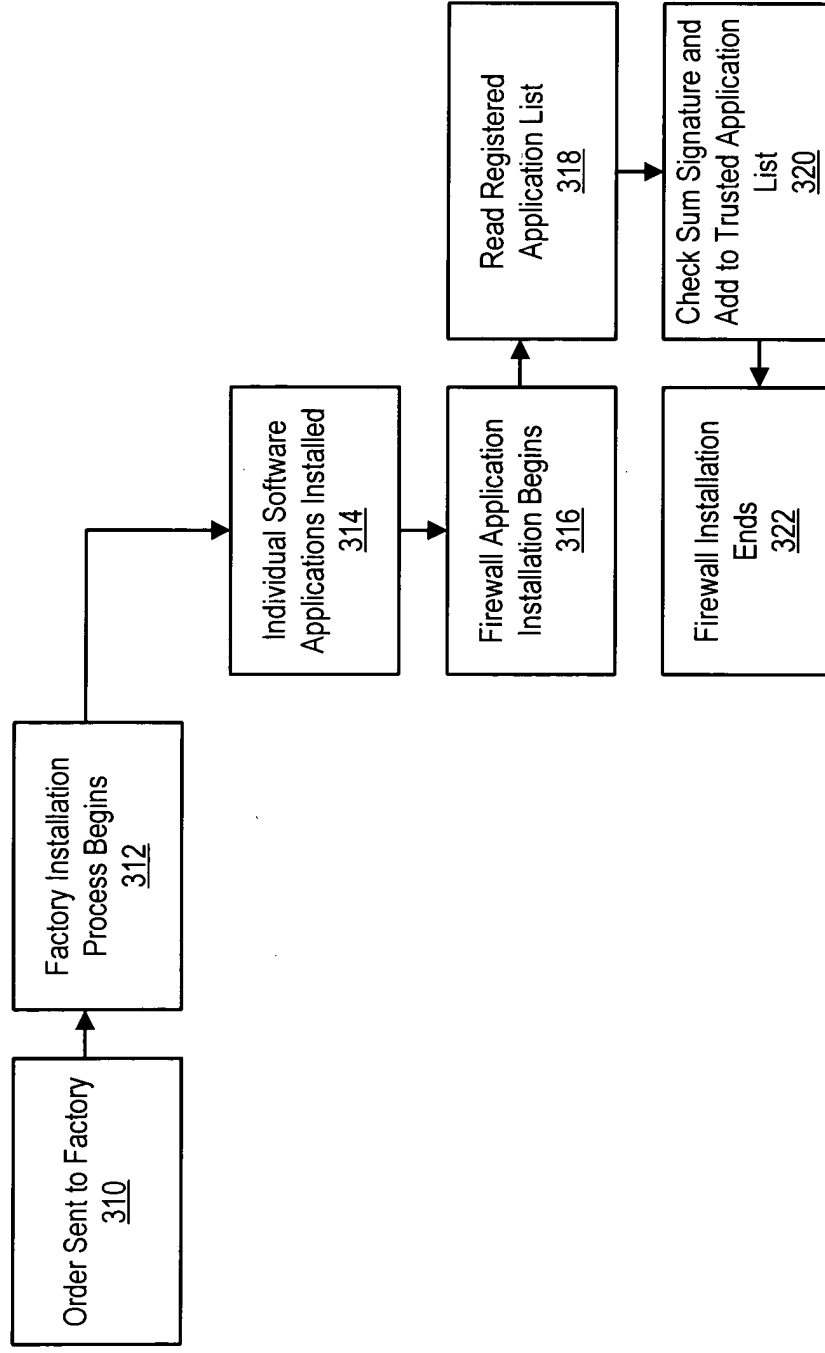 Order Sent to Factory
310
Factory Installation
Process Begins
312
Individual Software
Applications Installed
314
Firewall Application
Installation Begins
316
Read Registered
Application List
318
Check Sum Signature and
Add to Trusted Application
List
320
Firewall Installation
Ends
322